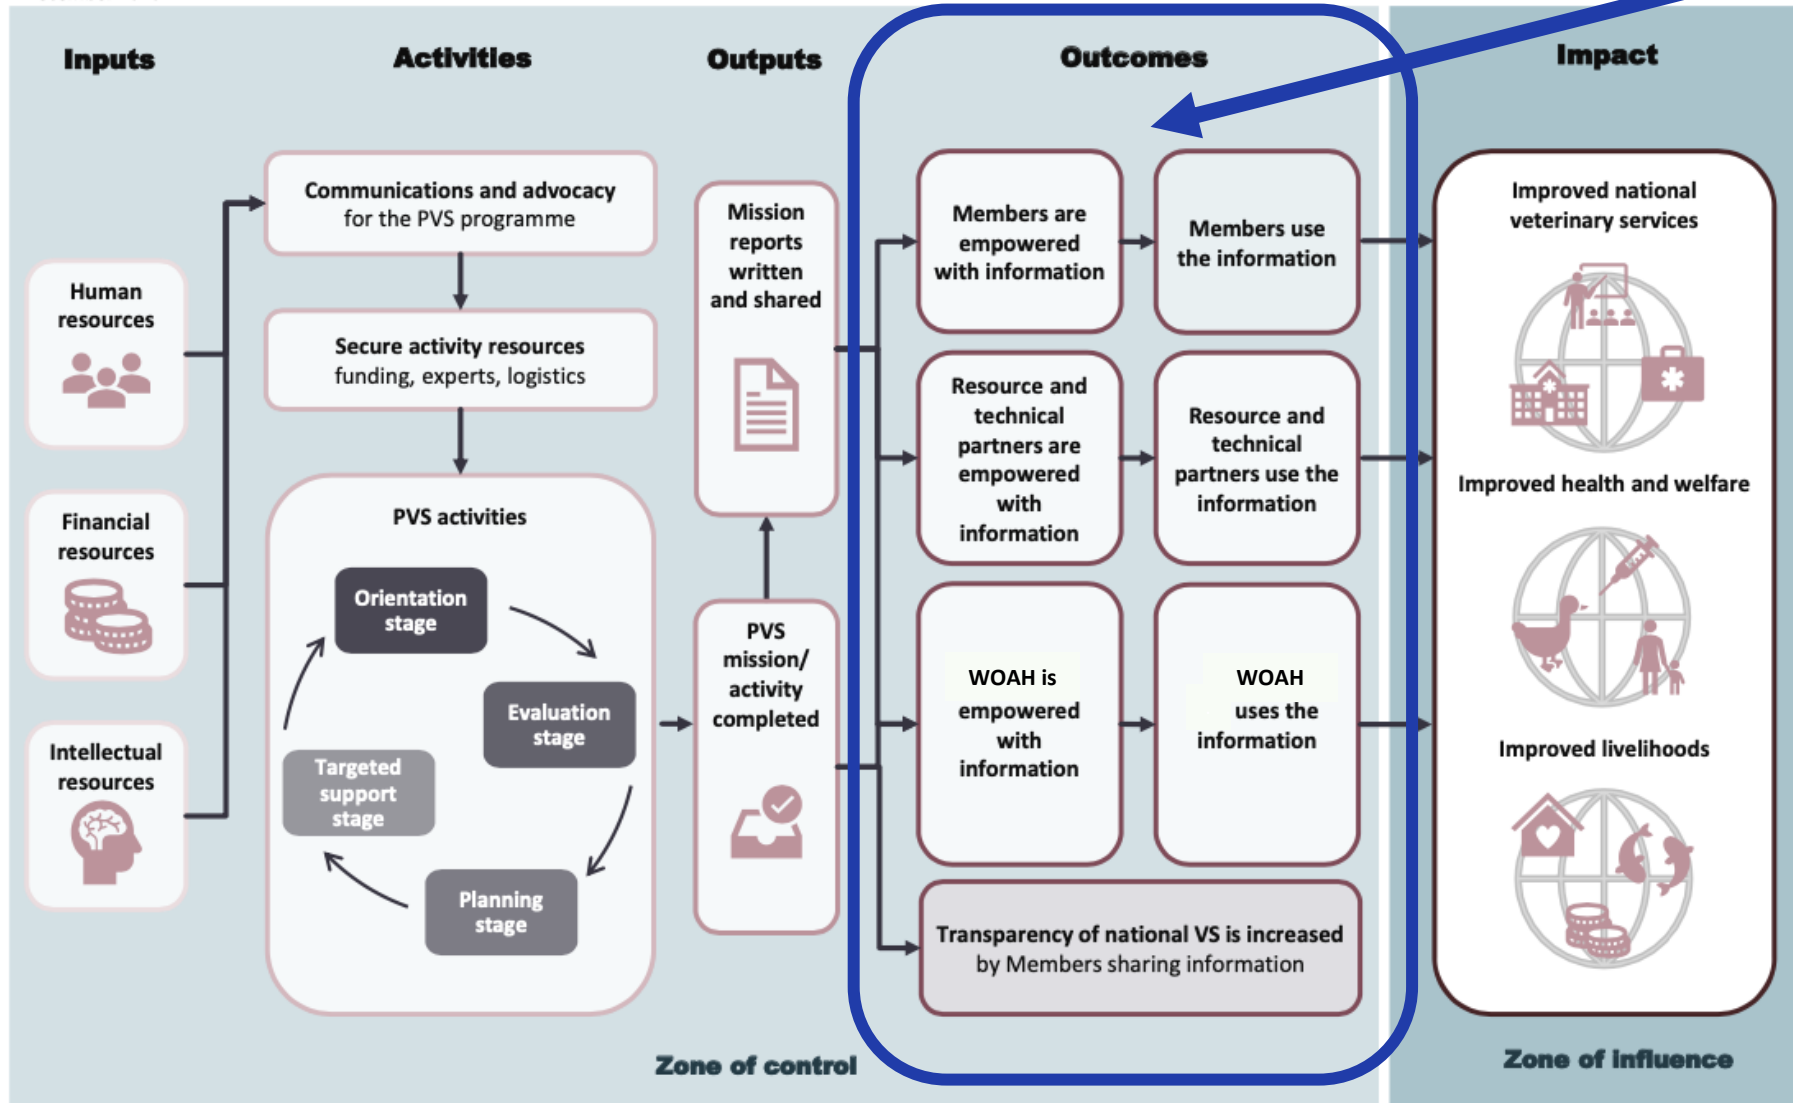 Inputs
Activities
Outputs
Outcomes
Impact
Human
resources
Financial
resources
Intellectual
resources
Communications and advocacy
for the PVS programme
Secure activity resources
funding, experts, logistics
PVS activities
Orientation
stage
Evaluation
stage
Planning
stage
Targeted
support
stage
Mission
reports
written
and shared
PVS
mission/
activity
completed
Members are
empowered
with information
Members use
the information
Resource and
technical
partners are
empowered
with
information
Resource and
technical
partners use the
information
WOAH is
empowered
with
information
WOAH
uses the
information
Transparency of national VS is increased
by Members sharing information
Improved national
veterinary services
Improved health and welfare
Improved livelihoods
Zone of control
Zone of influence